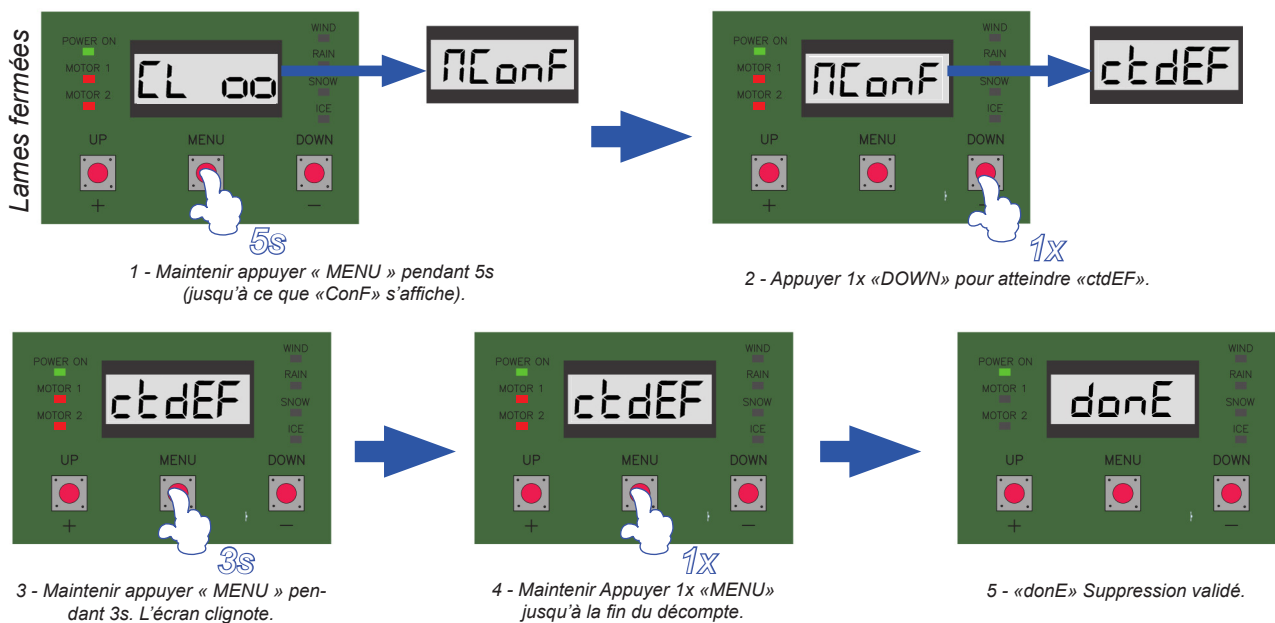 Lames fermées
POWER ON
MOTOR 1
MOTOR 2
WIND
RAIN
SNOW
ICE
CL oo
UP
MENU
DOWN
+
−
MConF
5s
1 - Maintenir appuyer « MENU » pendant 5s
(jusqu'à ce que «ConF» s'affiche).
POWER ON
MOTOR 1
MOTOR 2
WIND
RAIN
SNOW
ICE
MConF
UP
MENU
DOWN
+
−
ctdEF
1x
2 - Appuyer 1x «DOWN» pour atteindre «ctdEF».
POWER ON
MOTOR 1
MOTOR 2
WIND
RAIN
SNOW
ICE
ctdEF
UP
MENU
DOWN
+
−
3s
3 - Maintenir appuyer « MENU » pen-
dant 3s. L'écran clignote.
POWER ON
MOTOR 1
MOTOR 2
WIND
RAIN
SNOW
ICE
ctdEF
UP
MENU
DOWN
+
−
1x
4 - Maintenir Appuyer 1x «MENU»
jusqu'à la fin du décompte.
POWER ON
MOTOR 1
MOTOR 2
WIND
RAIN
SNOW
ICE
donE
UP
MENU
DOWN
+
−
5 - «donE» Suppression validé.